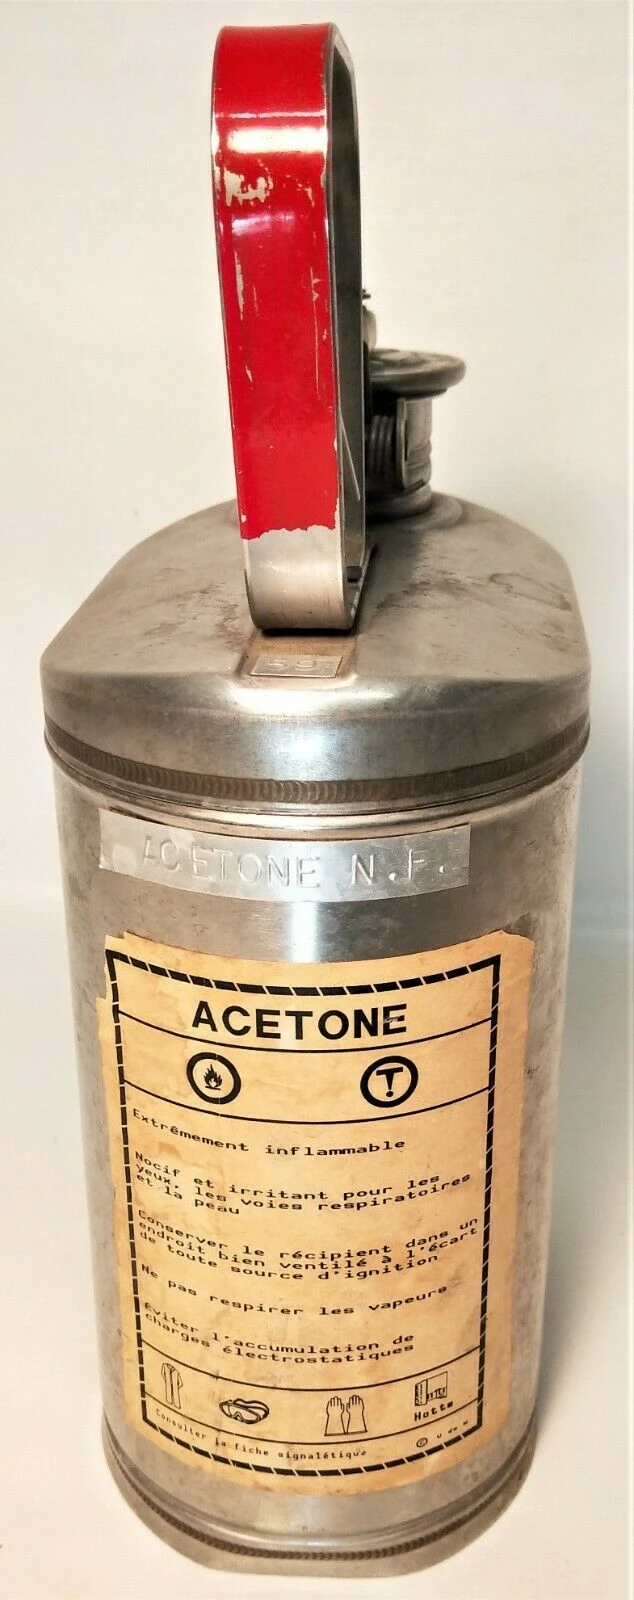 59
ACETONE N.F.
ACETONE
Extrêmement inflammable
Nocif et irritant pour les
yeux, les voies respiratoires
et la peau
Conserver le récipient dans un
endroit bien ventilé à l'écart
de toute source d'ignition
Ne pas respirer les vapeurs
Éviter l'accumulation de
charges électrostatiques
Hotte
Consulter la fiche signalétique
© U de M